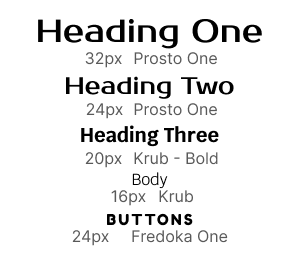 Heading One
32px Prosto One
Heading Two
24px Prosto One
Heading Three
20px Krub - Bold
Body
16px Krub
BUTTONS
24px Fredoka One